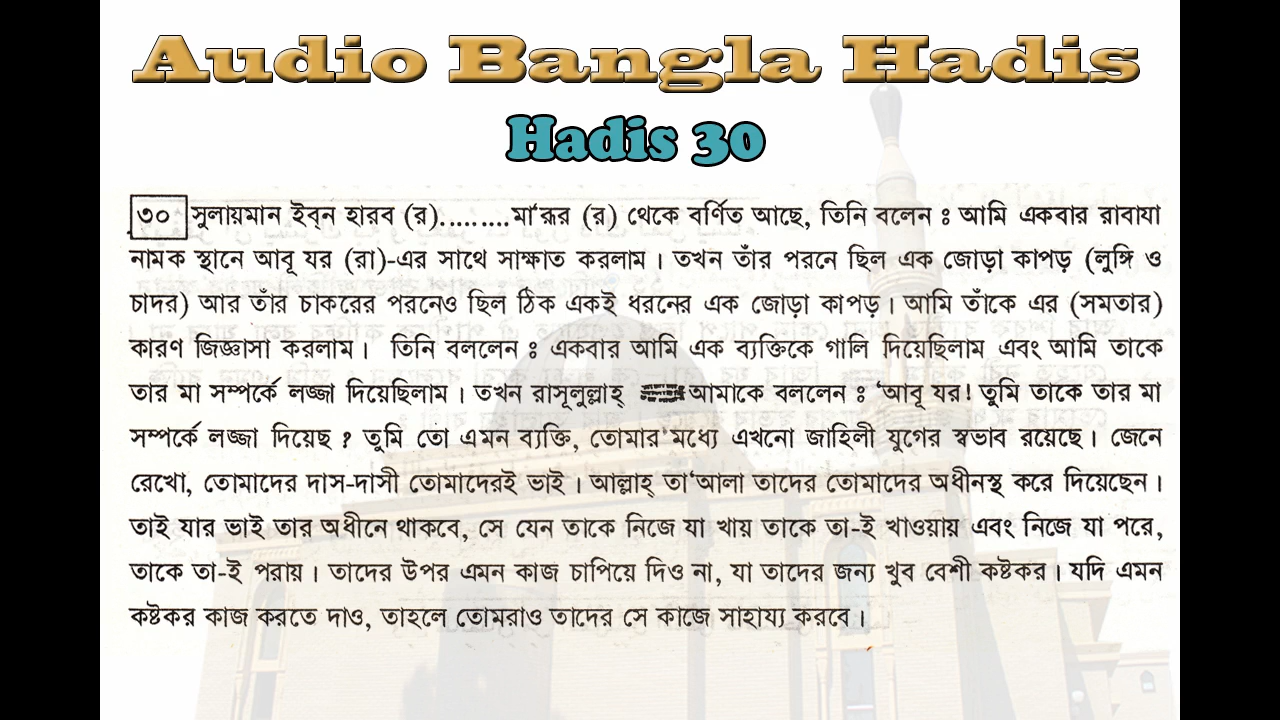 Audio Bangla Hadis
Hadis 30
৩০ সুলায়মান ইব্‌ন হারব (র).........মা‘রূর (র) থেকে বর্ণিত আছে, তিনি বলেন ঃ আমি একবার রাবাযা
নামক স্থানে আবূ যর (রা)-এর সাথে সাক্ষাত করলাম। তখন তাঁর পরনে ছিল এক জোড়া কাপড় (লুঙ্গি ও
চাদর) আর তাঁর চাকরের পরনেও ছিল ঠিক একই ধরনের এক জোড়া কাপড়। আমি তাঁকে এর (সমতার)
কারণ জিজ্ঞাসা করলাম। তিনি বললেন ঃ একবার আমি এক ব্যক্তিকে গালি দিয়েছিলাম এবং আমি তাকে
তার মা সম্পর্কে লজ্জা দিয়েছিলাম। তখন রাসূলুল্লাহ্ আমাকে বললেন ঃ ‘আবূ যর! তুমি তাকে তার মা
সম্পর্কে লজ্জা দিয়েছ ? তুমি তো এমন ব্যক্তি, তোমার মধ্যে এখনো জাহিলী যুগের স্বভাব রয়েছে। জেনে
রেখো, তোমাদের দাস-দাসী তোমাদেরই ভাই। আল্লাহ্ তা‘আলা তাদের তোমাদের অধীনস্থ করে দিয়েছেন।
তাই যার ভাই তার অধীনে থাকবে, সে যেন তাকে নিজে যা খায় তাকে তা-ই খাওয়ায় এবং নিজে যা পরে,
তাকে তা-ই পরায়। তাদের উপর এমন কাজ চাপিয়ে দিও না, যা তাদের জন্য খুব বেশী কষ্টকর। যদি এমন
কষ্টকর কাজ করতে দাও, তাহলে তোমরাও তাদের সে কাজে সাহায্য করবে।